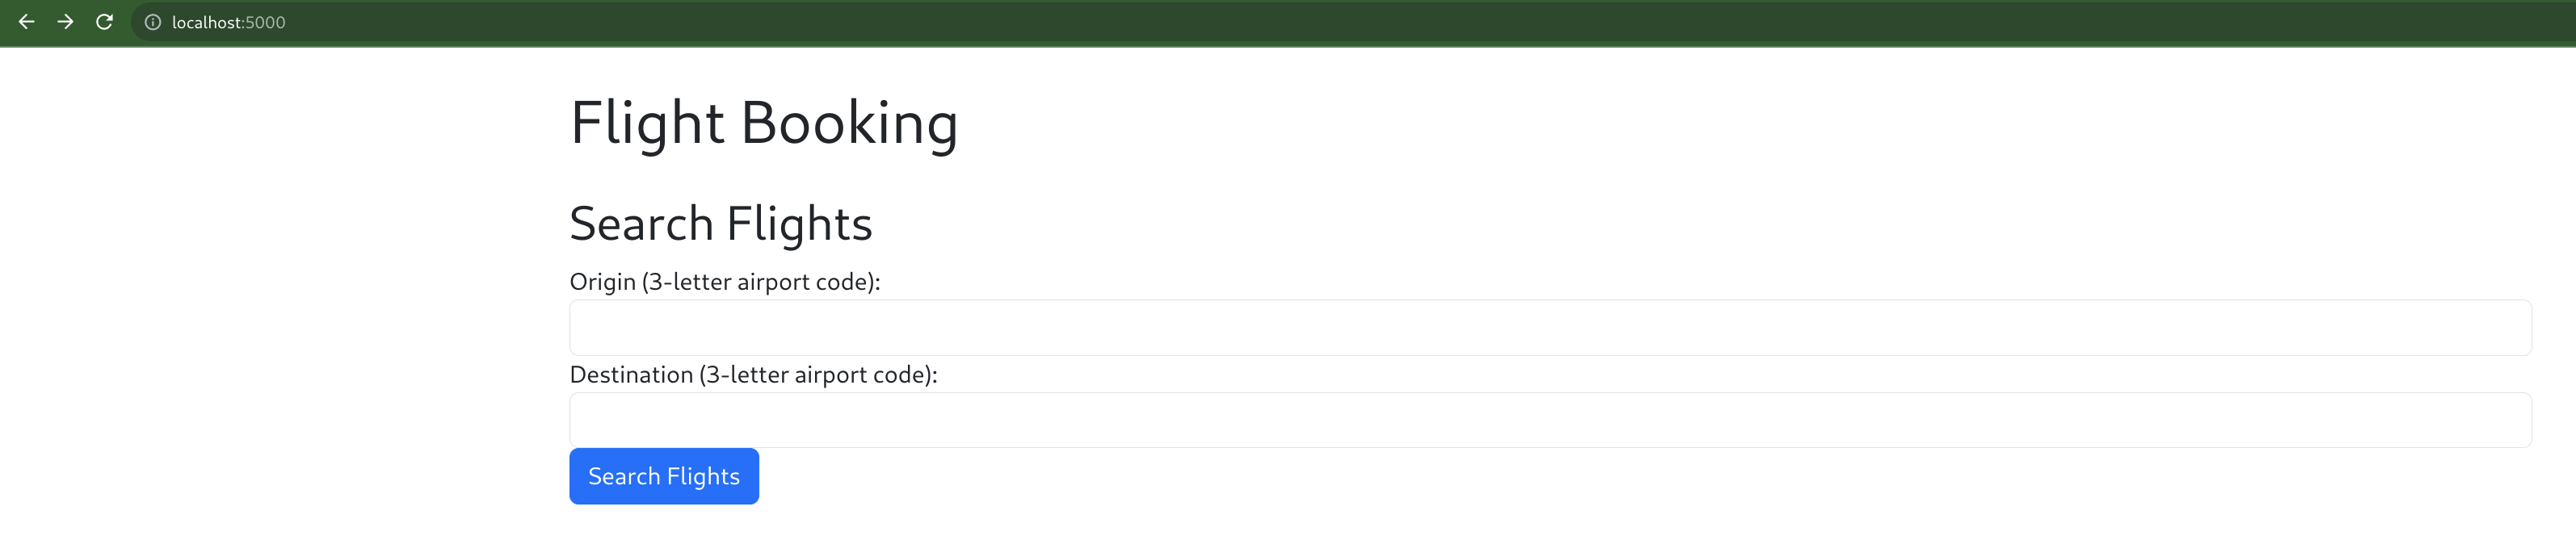 localhost:5000
Flight Booking
Search Flights
Origin (3-letter airport code):
Destination (3-letter airport code):
Search Flights